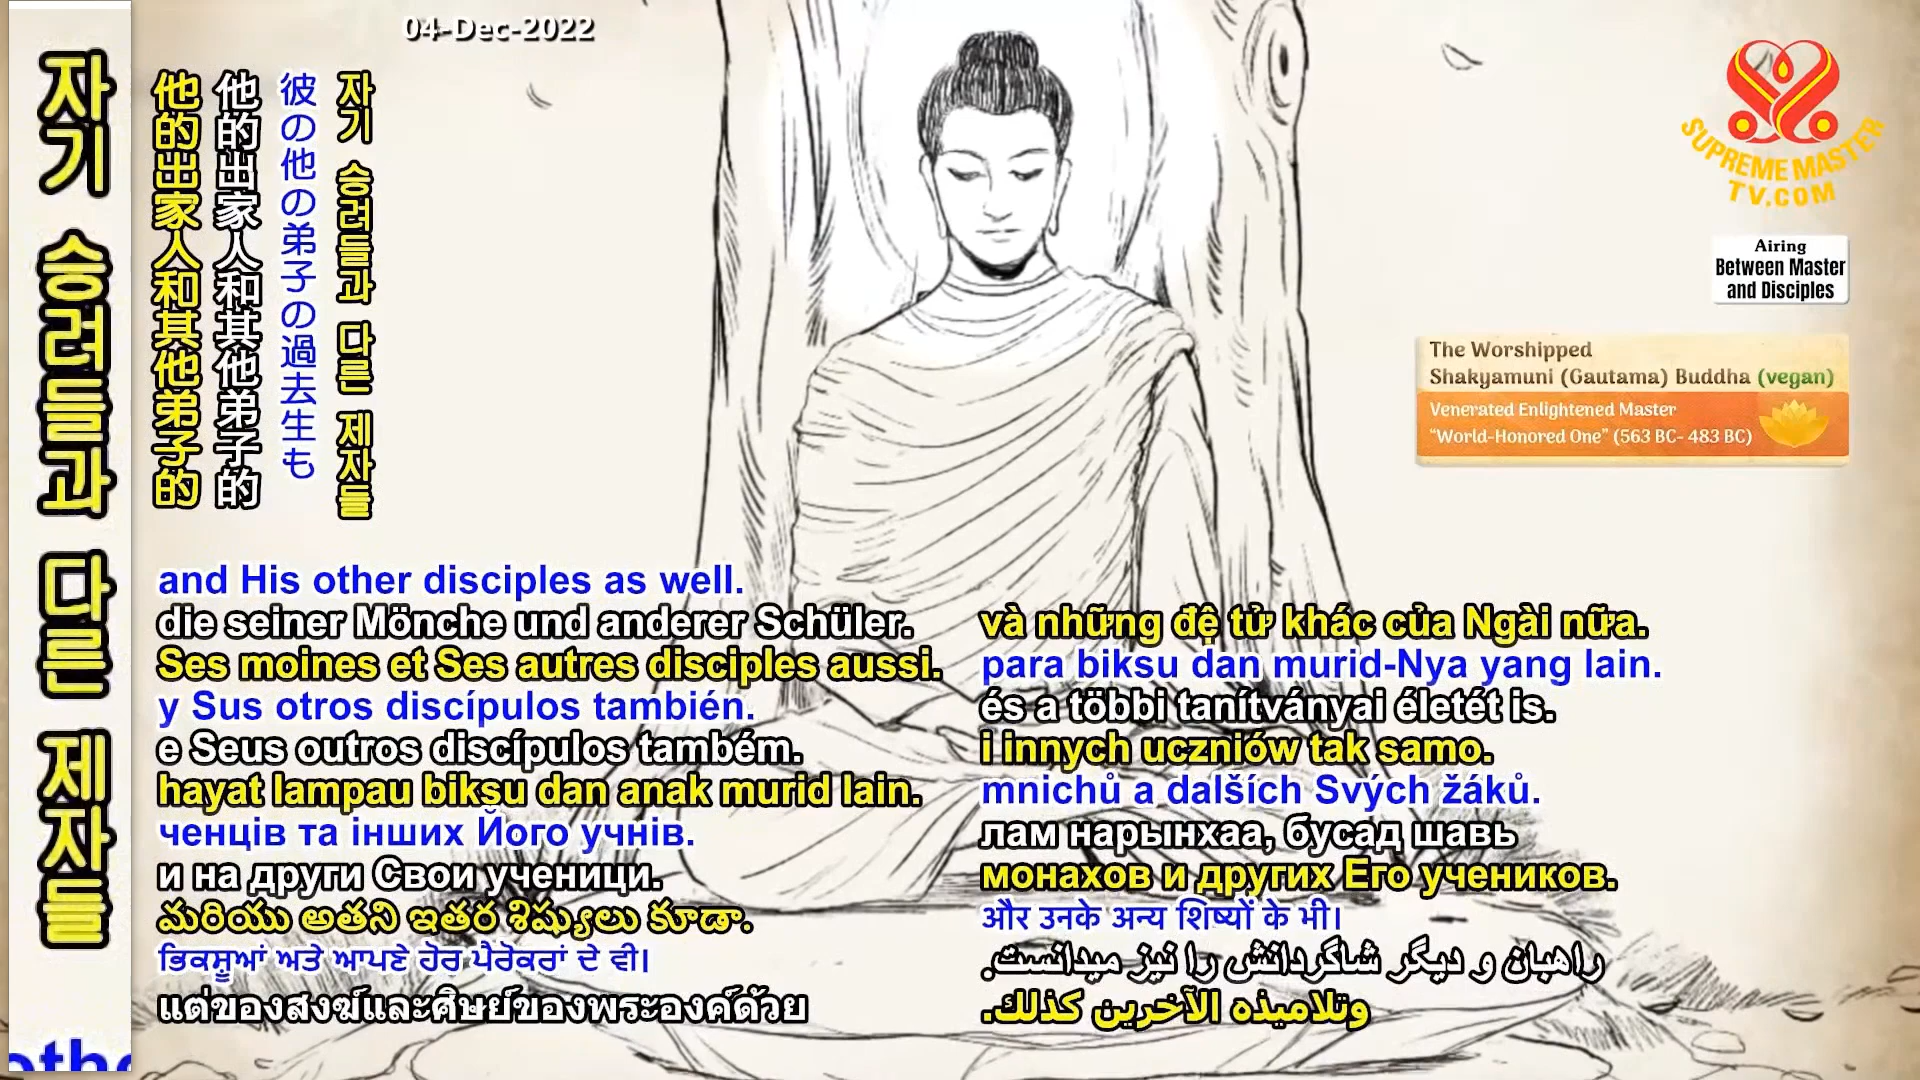 04-Dec-2022
자기 승려들과 다른 제자들
他的出家人和其他弟子的
他的出家人和其他弟子的
彼の他の弟子の過去生も
자기 승려들과 다른 제자들
SUPREME MASTER
TV.COM
Airing
Between Master
and Disciples
The Worshipped
Shakyamuni (Gautama) Buddha (vegan)
Venerated Enlightened Master
“World-Honored One” (563 BC- 483 BC)
and His other disciples as well.
die seiner Mönche und anderer Schüler.
Ses moines et Ses autres disciples aussi.
y Sus otros discípulos también.
e Seus outros discípulos também.
hayat lampau biksu dan anak murid lain.
ченців та інших Його учнів.
и на други Свои ученици.
మరియు అతని ఇతర శిష్యులు కూడా.
ਭਿਕਸ਼ੂਆਂ ਅਤੇ ਆਪਣੇ ਹੋਰ ਪੈਰੋਕਰਾਂ ਦੇ ਵੀ।
แต่ของสงฆ์และศิษย์ของพระองค์ด้วย
và những đệ tử khác của Ngài nữa.
para biksu dan murid-Nya yang lain.
és a többi tanítványai életét is.
i innych uczniów tak samo.
mnichů a dalších Svých žáků.
лам нарынхаа, бусад шавь
монахов и других Его учеников.
और उनके अन्य शिष्यों के भी।
راهبان و دیگر شاگردانش را نیز میدانست.
وتلاميذه الآخرين كذلك.
othe